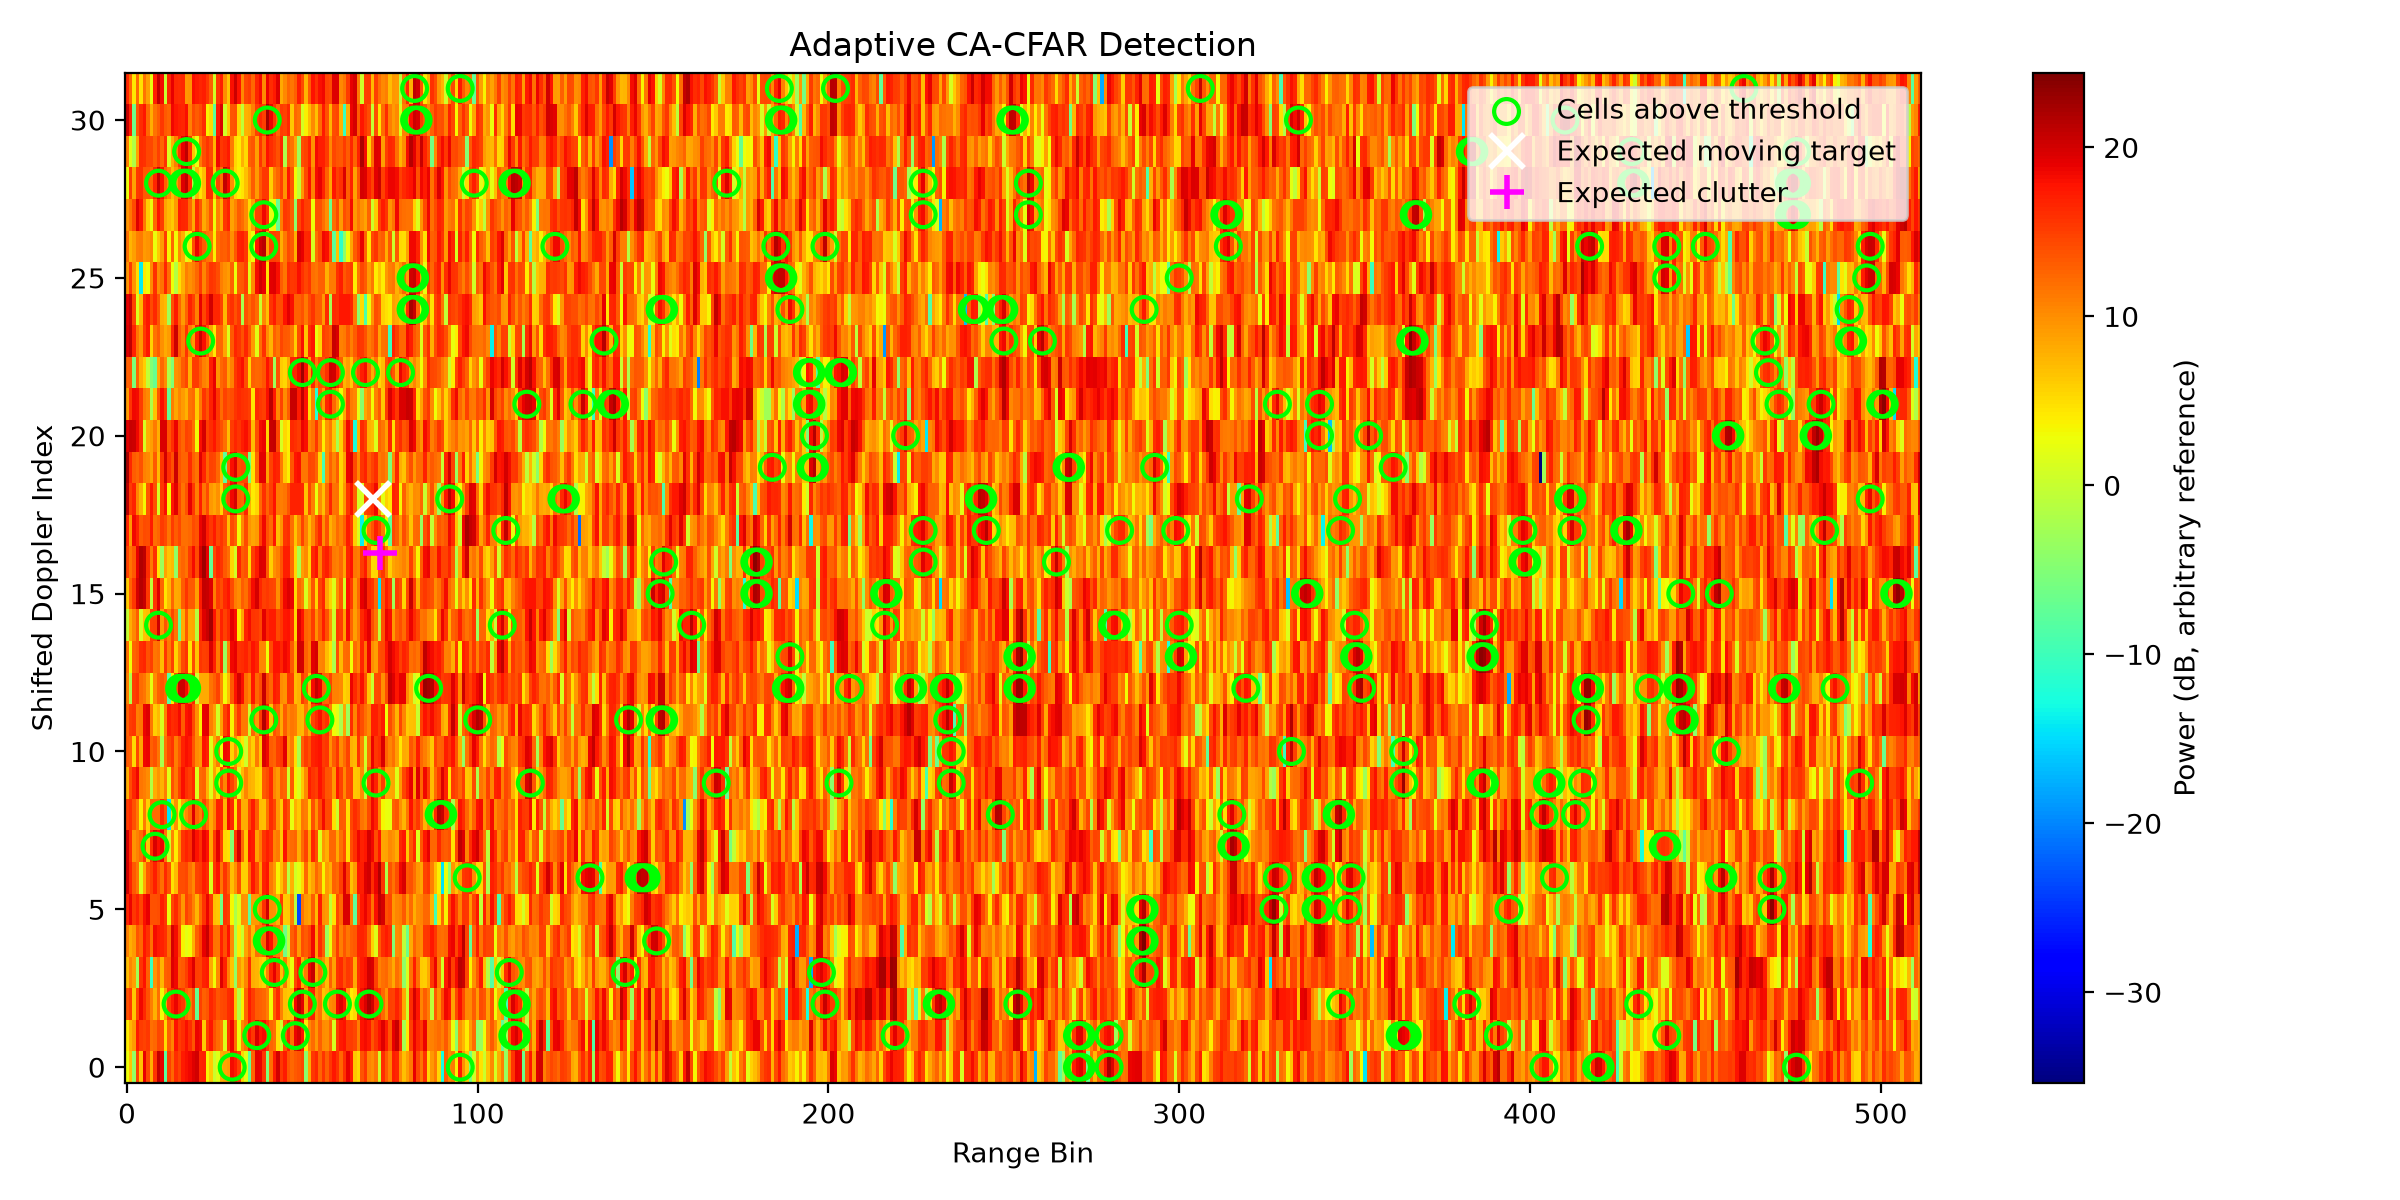 Adaptive CA-CFAR Detection
Cells above threshold
Expected moving target
Expected clutter
Shifted Doppler Index
30
25
20
15
10
5
0
0 100 200 300 400 500
Range Bin
20
10
0
−10
−20
−30
Power (dB, arbitrary reference)